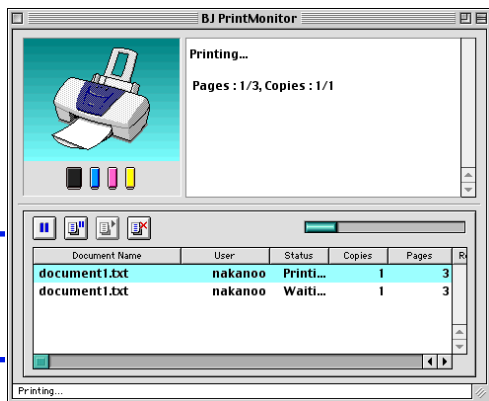 BJ PrintMonitor
Printing...
Pages : 1/3, Copies : 1/1
Document Name User Status Copies Pages R
document1.txt nakanoo Printi... 1 3
document1.txt nakanoo Waiti... 1 3
Printing...